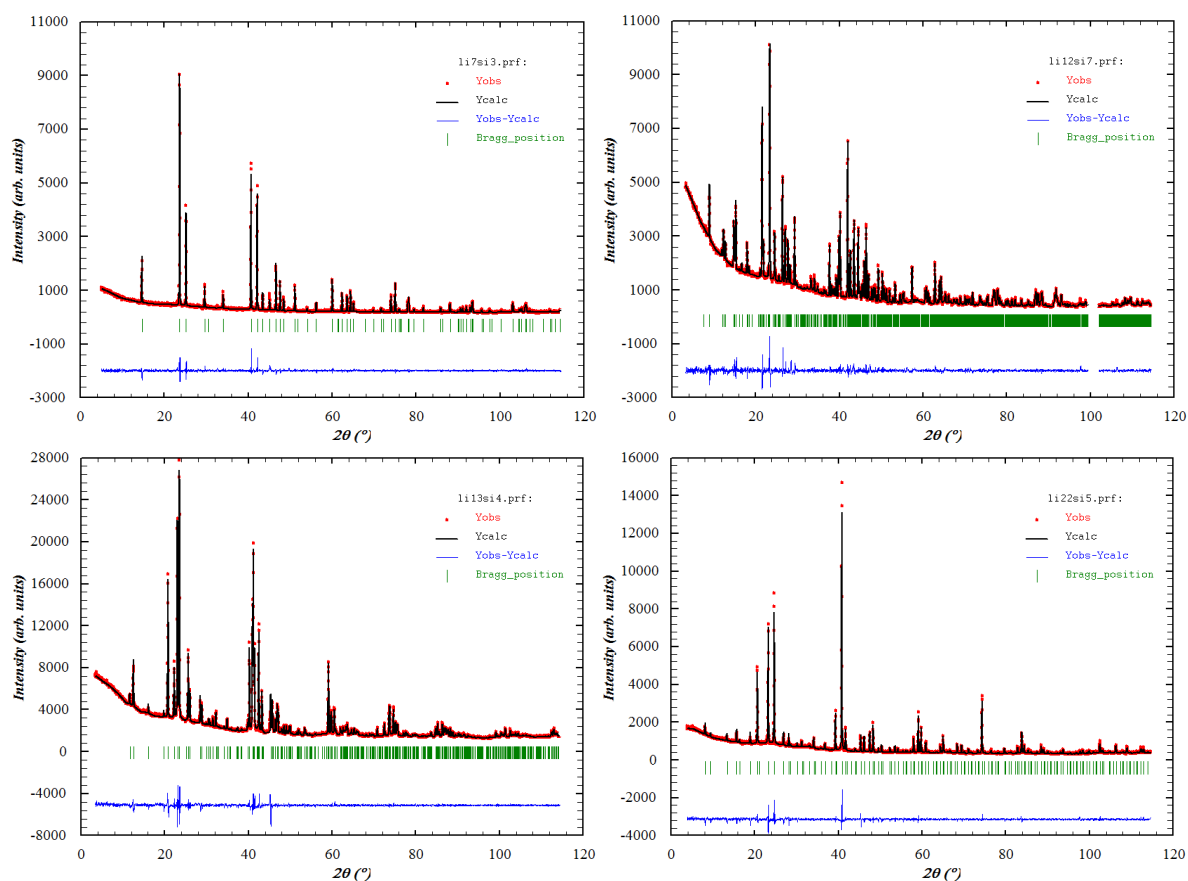 11000
9000
7000
5000
3000
1000
-1000
-3000
Intensity (arb. units)
li7si3.prf:
Yobs
Ycalc
Yobs-Ycalc
Bragg_position
0 20 40 60 80 100 120
2θ (°)
11000
9000
7000
5000
3000
1000
-1000
-3000
Intensity (arb. units)
li12si7.prf:
Yobs
Ycalc
Yobs-Ycalc
Bragg_position
0 20 40 60 80 100 120
2θ (°)
28000
24000
20000
16000
12000
8000
4000
0
-4000
-8000
Intensity (arb. units)
li13si4.prf:
Yobs
Ycalc
Yobs-Ycalc
Bragg_position
0 20 40 60 80 100 120
2θ (°)
16000
14000
12000
10000
8000
6000
4000
2000
0
-2000
-4000
Intensity (arb. units)
li22si5.prf:
Yobs
Ycalc
Yobs-Ycalc
Bragg_position
0 20 40 60 80 100 120
2θ (°)